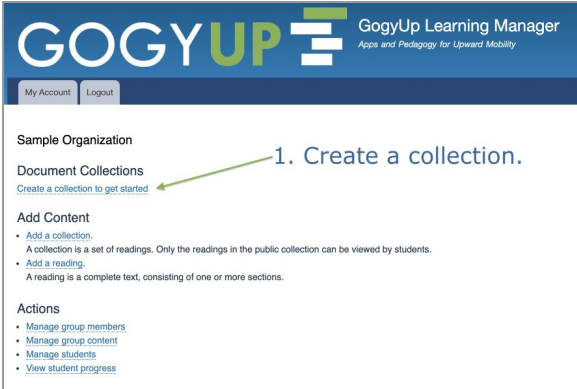 GOGYUP
GogyUp Learning Manager
Apps and Pedagogy for Upward Mobility
My Account
Logout
Sample Organization
1. Create a collection.
Document Collections
Create a collection to get started
Add Content
• Add a collection.
A collection is a set of readings. Only the readings in the public collection can be viewed by students.
• Add a reading.
A reading is a complete text, consisting of one or more sections.
Actions
• Manage group members
• Manage group content
• Manage students
• View student progress